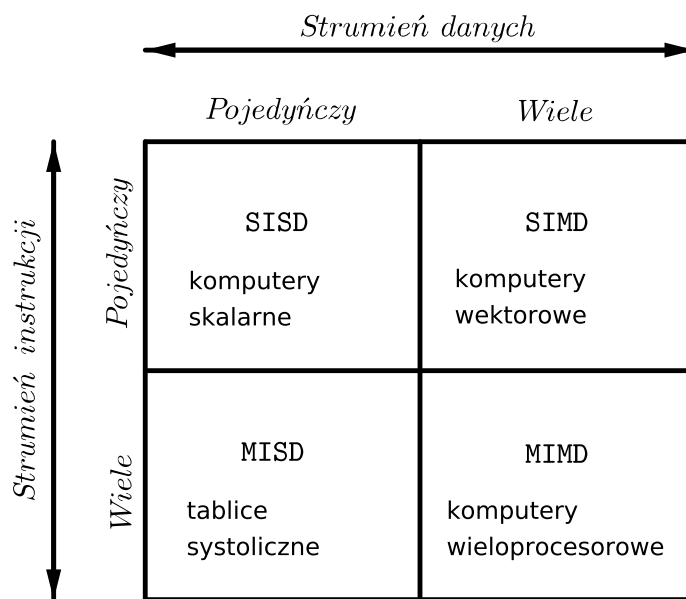 Strumień danych
Pojedyńczy Wiele
Strumień instrukcji
Pojedyńczy
SISD
komputery
skalarne
SIMD
komputery
wektorowe
Wiele
MISD
tablice
systoliczne
MIMD
komputery
wieloprocesorowe